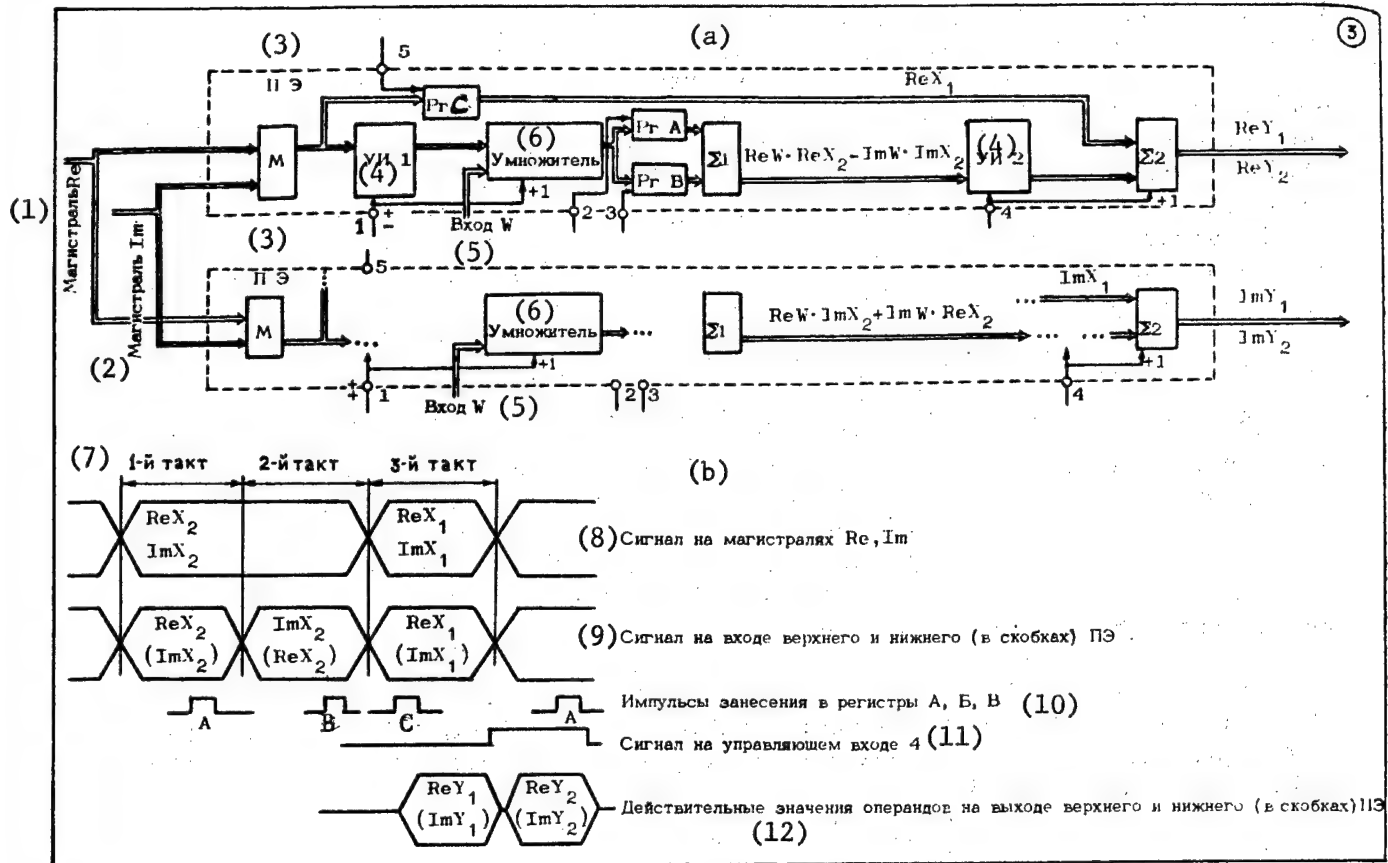 (3)
5
(a)
3
П Э
Рг C
ReX₁
М
УИ 1
(4)
(6)
Умножитель
Рг А
Рг В
Σ1
ReW·ReX₂-ImW·ImX₂
УИ 2
(4)
Σ2
ReY₁
ReY₂
(1)
Магистраль Re
Магистраль Im
(2)
1
+
-
+1
Вход W
2
3
4
+1
(3)
(5)
5
П Э
М
...
(6)
Умножитель
...
Σ1
ReW·ImX₂+ImW·ReX₂
... ImX₁
... ...
Σ2
ImY₁
ImY₂
+
1
+1
Вход W (5)
2 3
4
+1
(7) 1-й такт 2-й такт 3-й такт (b)
ReX₂ ReX₁
ImX₂ ImX₁
(8) Сигнал на магистралях Re, Im
ReX₂ ImX₂ ReX₁
(ImX₂) (ReX₂) (ImX₁)
(9) Сигнал на входе верхнего и нижнего (в скобках) ПЭ
А В С А
Импульсы занесения в регистры А, Б, В (10)
Сигнал на управляющем входе 4 (11)
ReY₁ ReY₂
(ImY₁) (ImY₂)
Действительные значения операндов на выходе верхнего и нижнего (в скобках) ПЭ
(12)